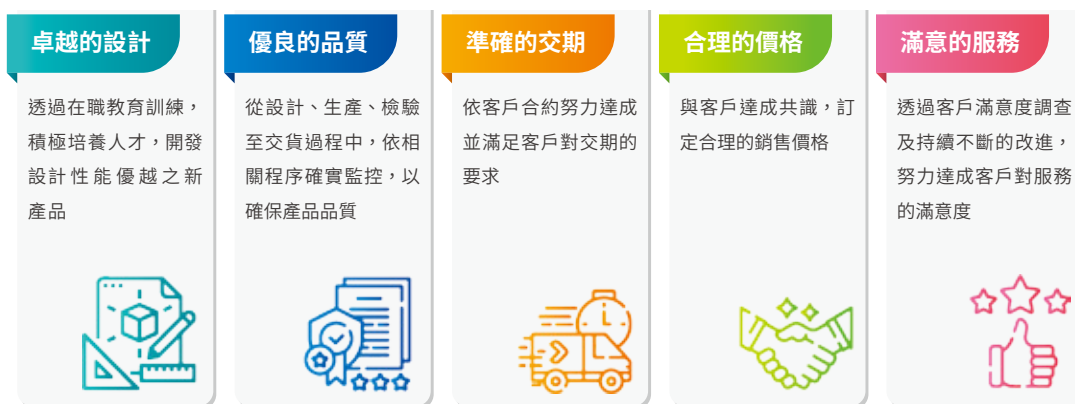 卓越的設計
透過在職教育訓練，
積極培養人才，開發
設計性能優越之新
產品
優良的品質
從設計、生產、檢驗
至交貨過程中，依相
關程序確實監控，以
確保產品品質
準確的交期
依客戶合約努力達成
並滿足客戶對交期的
要求
合理的價格
與客戶達成共識，訂
定合理的銷售價格
滿意的服務
透過客戶滿意度調查
及持續不斷的改進，
努力達成客戶對服務
的滿意度